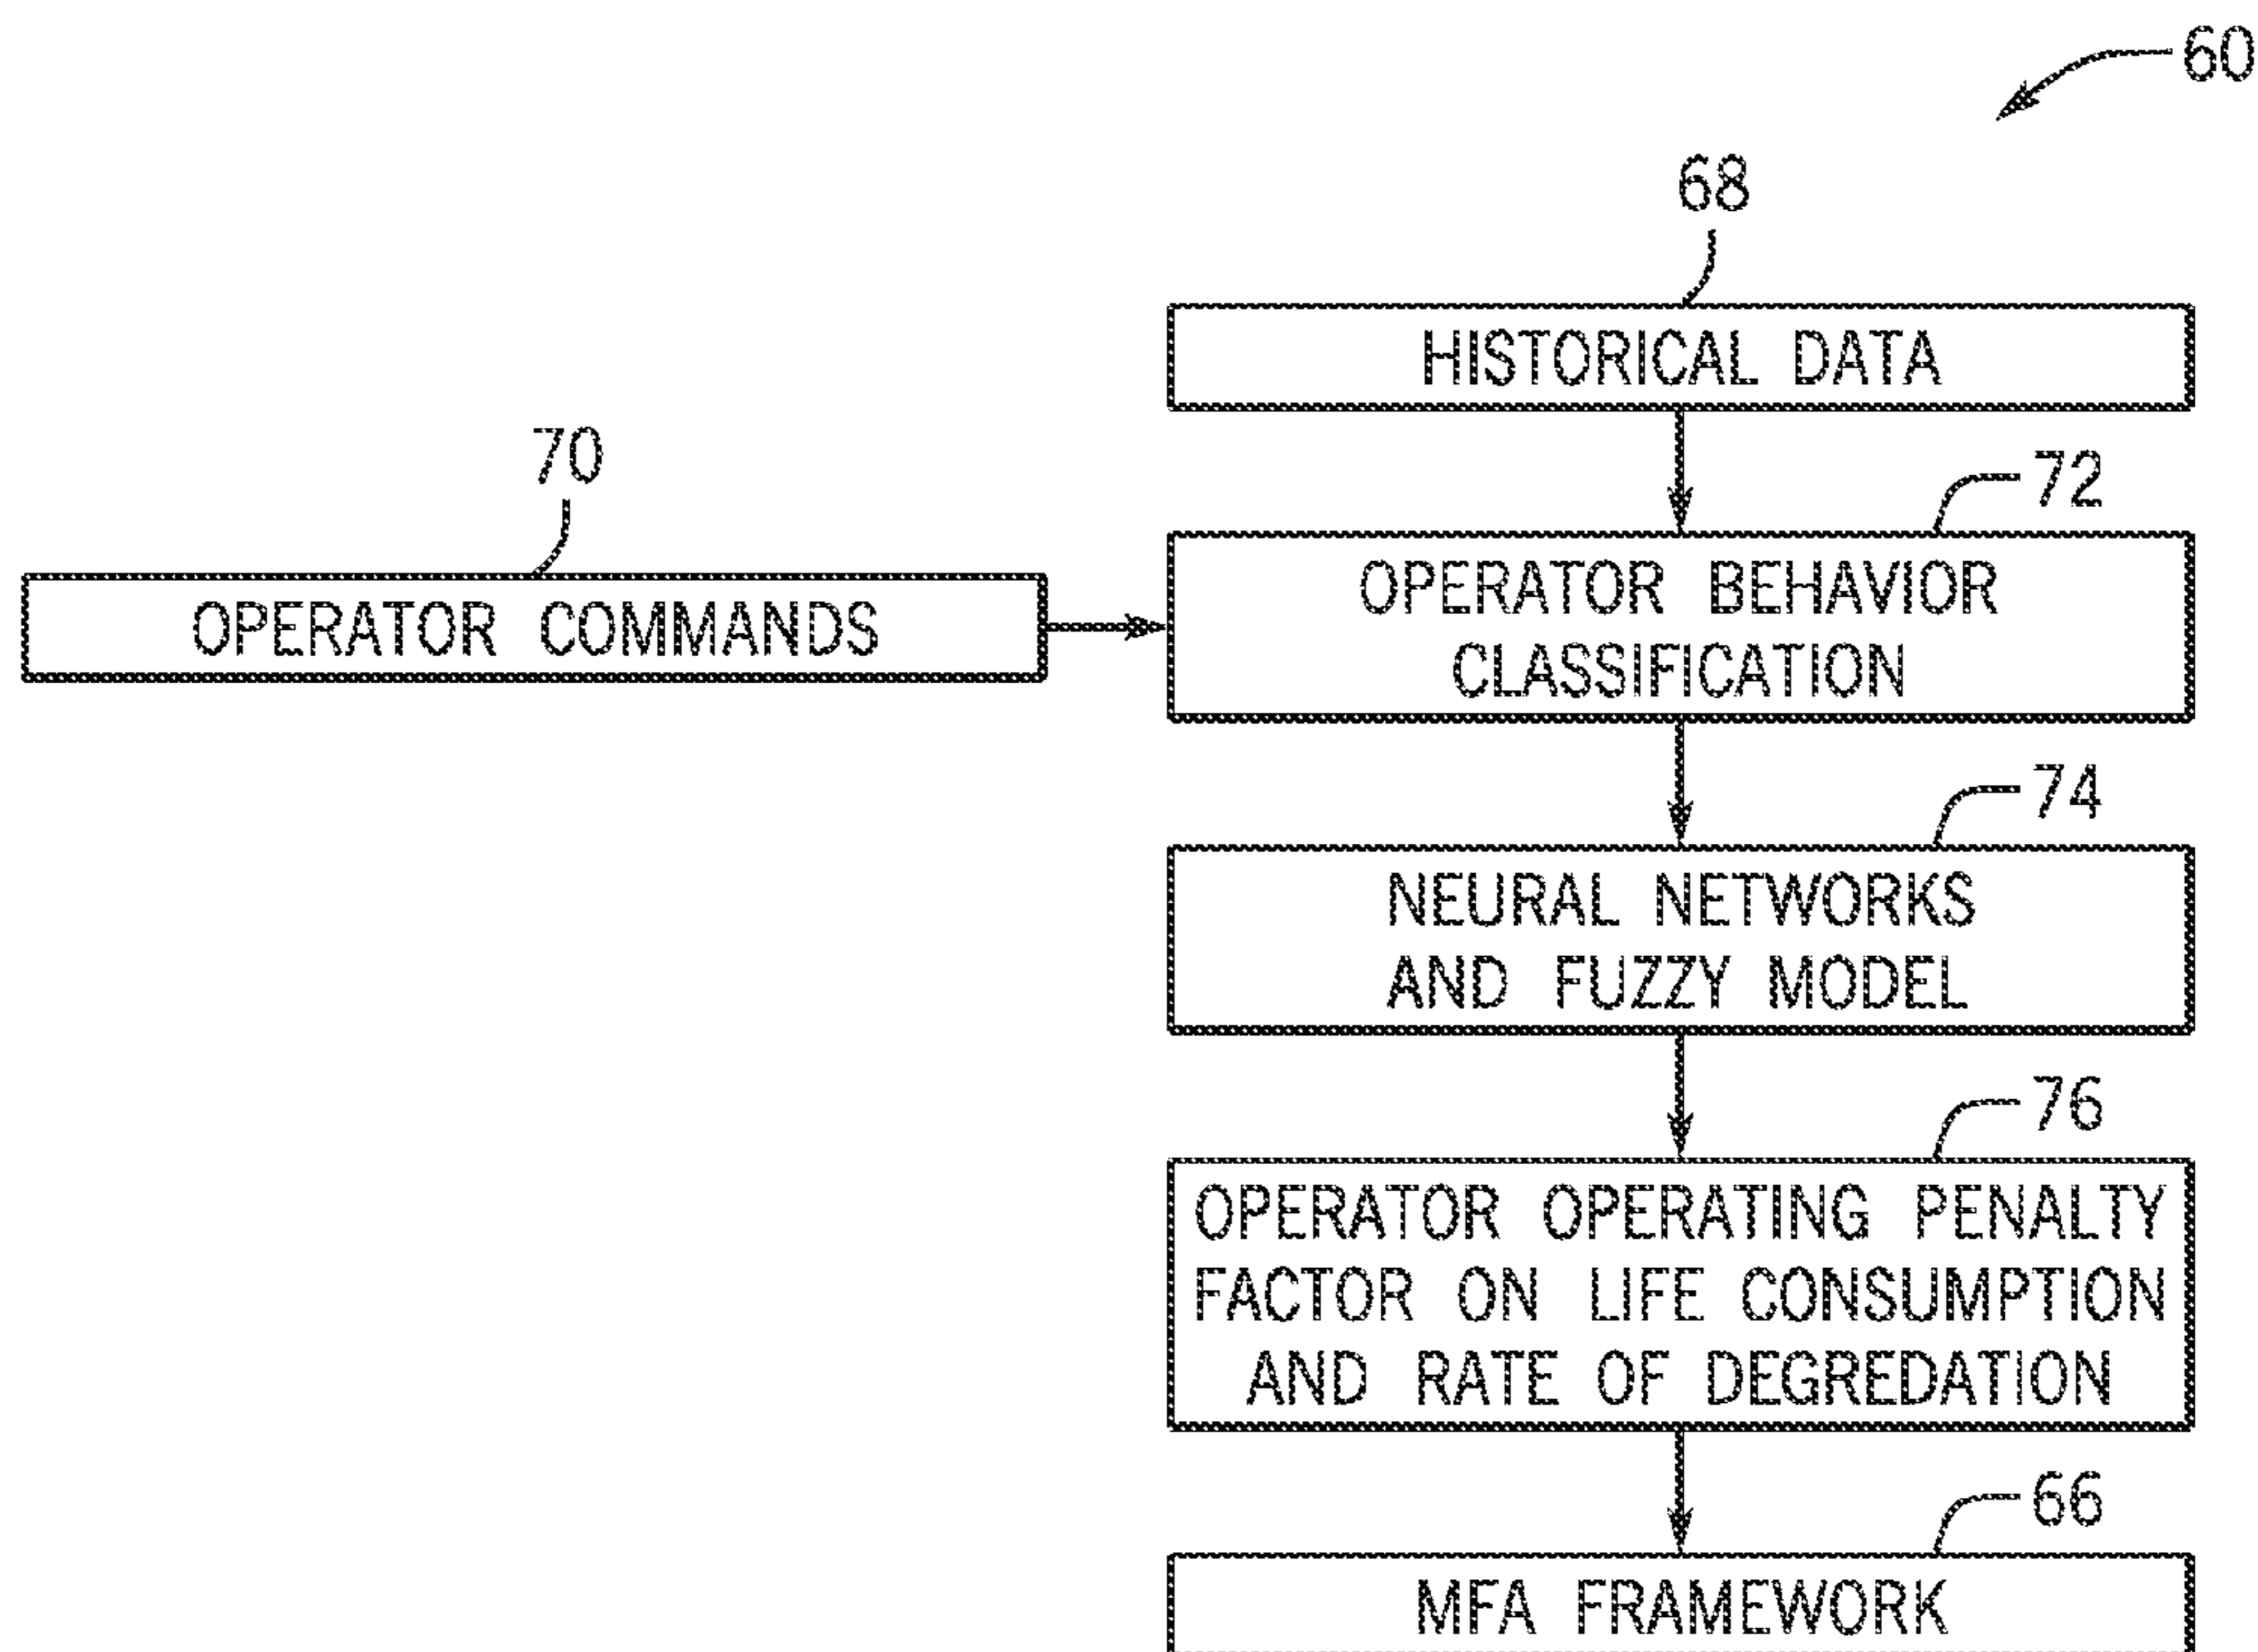 60
68
HISTORICAL DATA
70
OPERATOR COMMANDS
72
OPERATOR BEHAVIOR
CLASSIFICATION
74
NEURAL NETWORKS
AND FUZZY MODEL
76
OPERATOR OPERATING PENALTY
FACTOR ON LIFE CONSUMPTION
AND RATE OF DEGREDATION
66
MFA FRAMEWORK